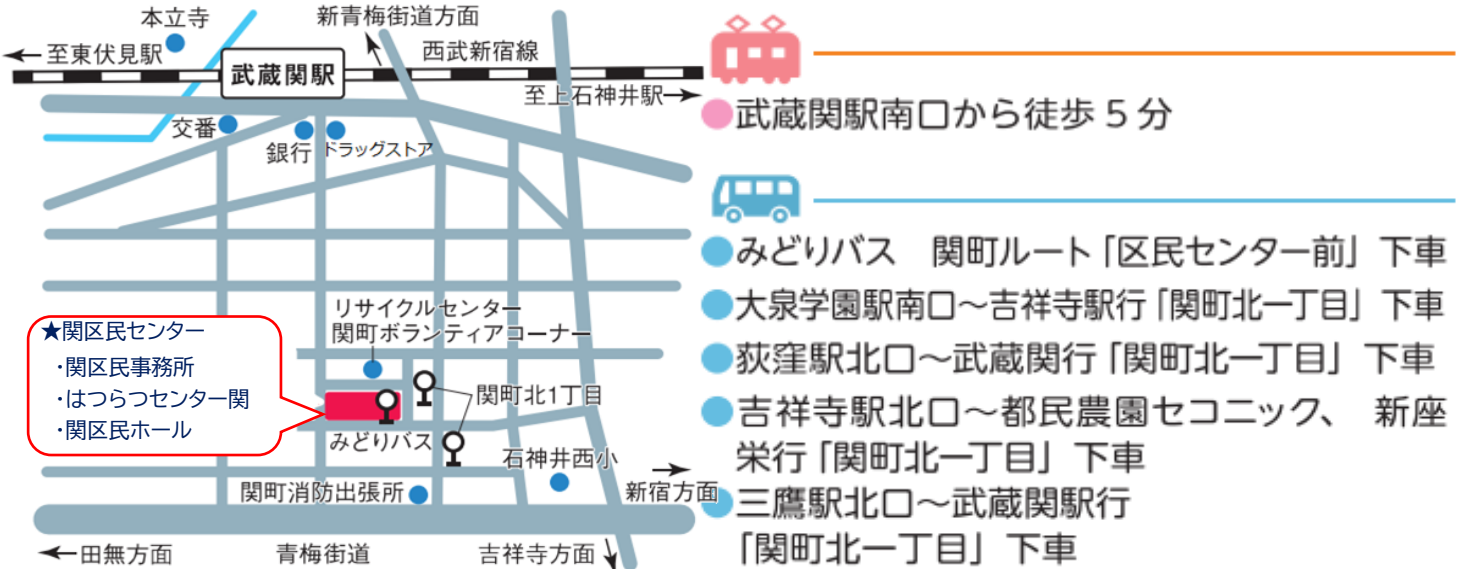 本立寺
新青梅街道方面
至東伏見駅
西武新宿線
武蔵関駅
至上石神井駅
交番
銀行
ドラッグストア
リサイクルセンター
関町ボランティアコーナー
★関区民センター
・関区民事務所
・はつらつセンター関
・関区民ホール
関町北1丁目
みどりバス
石神井西小
関町消防出張所
新宿方面
田無方面
青梅街道
吉祥寺方面
武蔵関駅南口から徒歩 5 分
みどりバス　関町ルート「区民センター前」 下車
大泉学園駅南口～吉祥寺駅行「関町北一丁目」 下車
荻窪駅北口～武蔵関行「関町北一丁目」 下車
吉祥寺駅北口～都民農園セコニック、 新座
栄行「関町北一丁目」 下車
三鷹駅北口～武蔵関駅行
「関町北一丁目」 下車